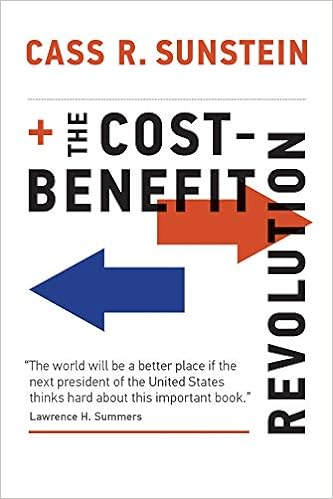 CASS R. SUNSTEIN
+ THE COST-
BENEFIT
REVOLUTION
“The world will be a better place if the
next president of the United States
thinks hard about this important book.”
Lawrence H. Summers